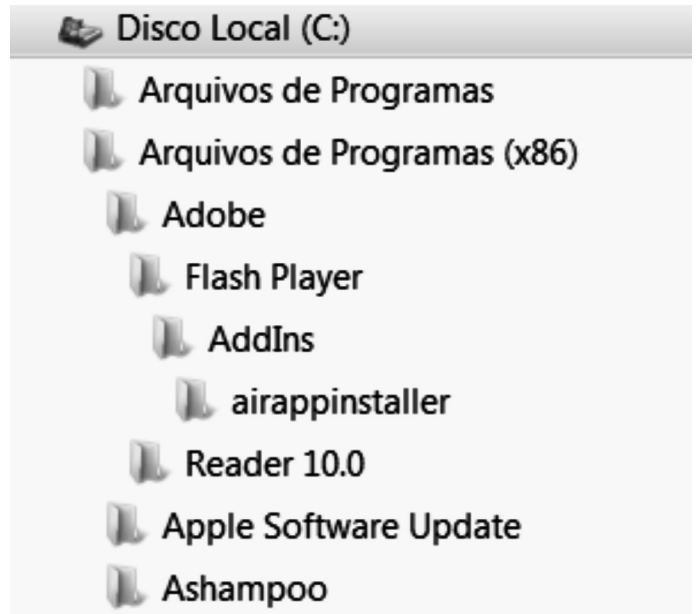 Disco Local (C:)
Arquivos de Programas
Arquivos de Programas (x86)
Adobe
Flash Player
AddIns
airappinstaller
Reader 10.0
Apple Software Update
Ashampoo